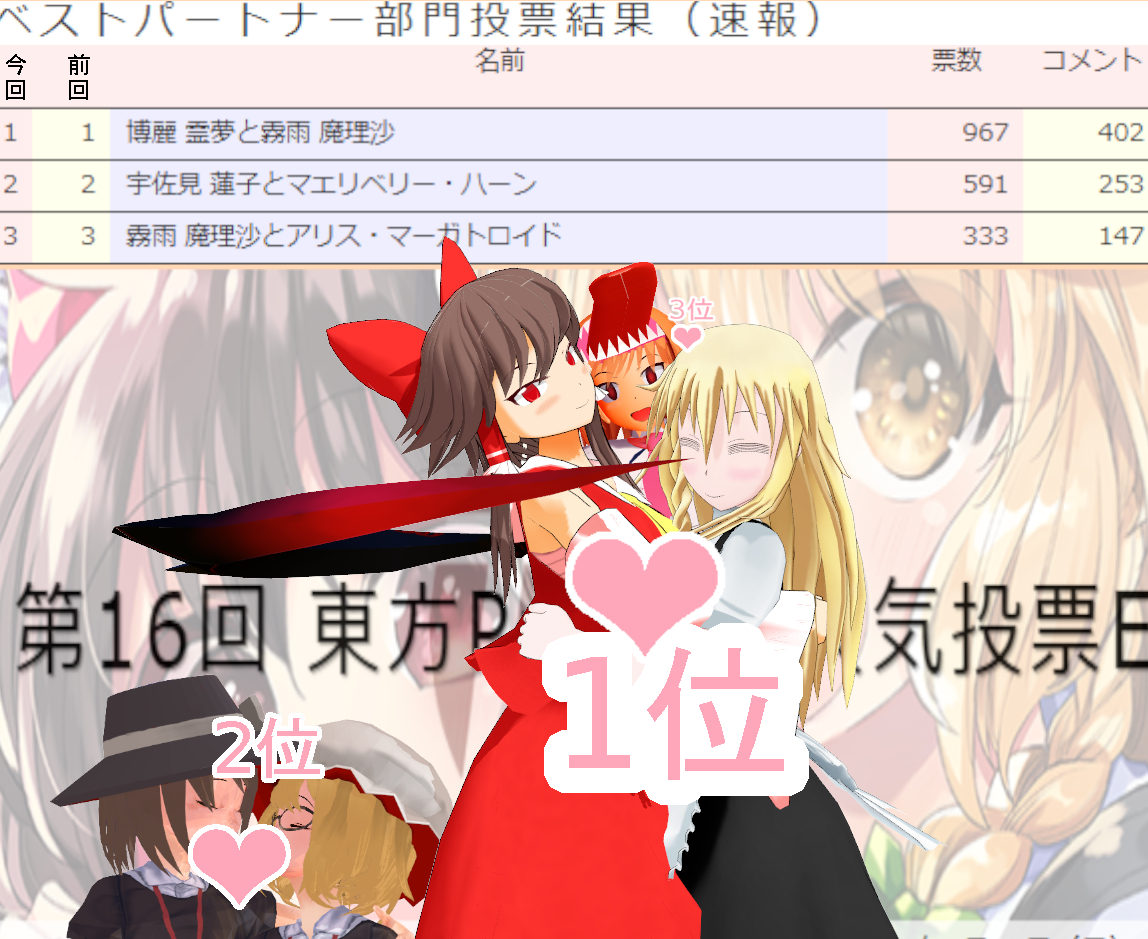 ベストパートナー部門投票結果（速報）
今回 前回 名前 票数 コメント
1 1 博麗 霊夢と霧雨 魔理沙 967 402
2 2 宇佐見 蓮子とマエリベリー・ハーン 591 253
3 3 霧雨 魔理沙とアリス・マーガトロイド 333 147
3位
第16回 東方P 気投票
1位
2位